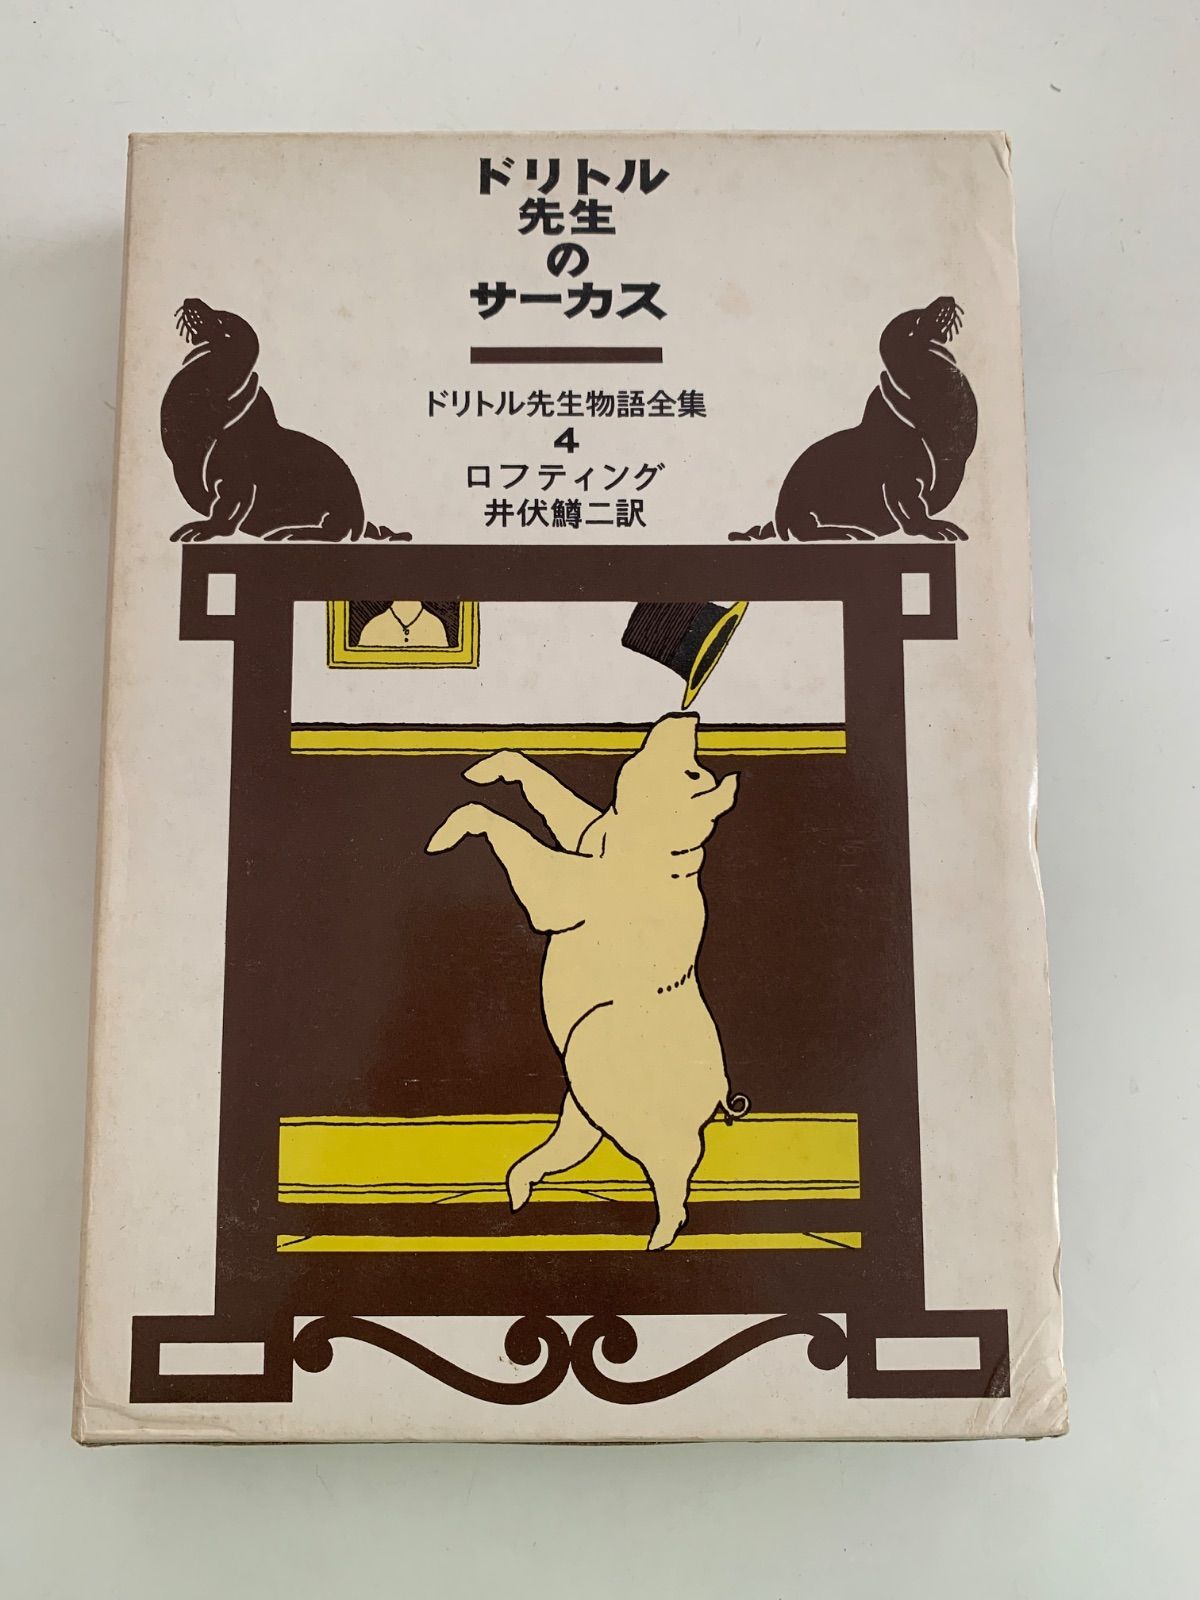 ドリトル
先生
の
サーカス
ドリトル先生物語全集
4
ロフティング
井伏鱒二訳